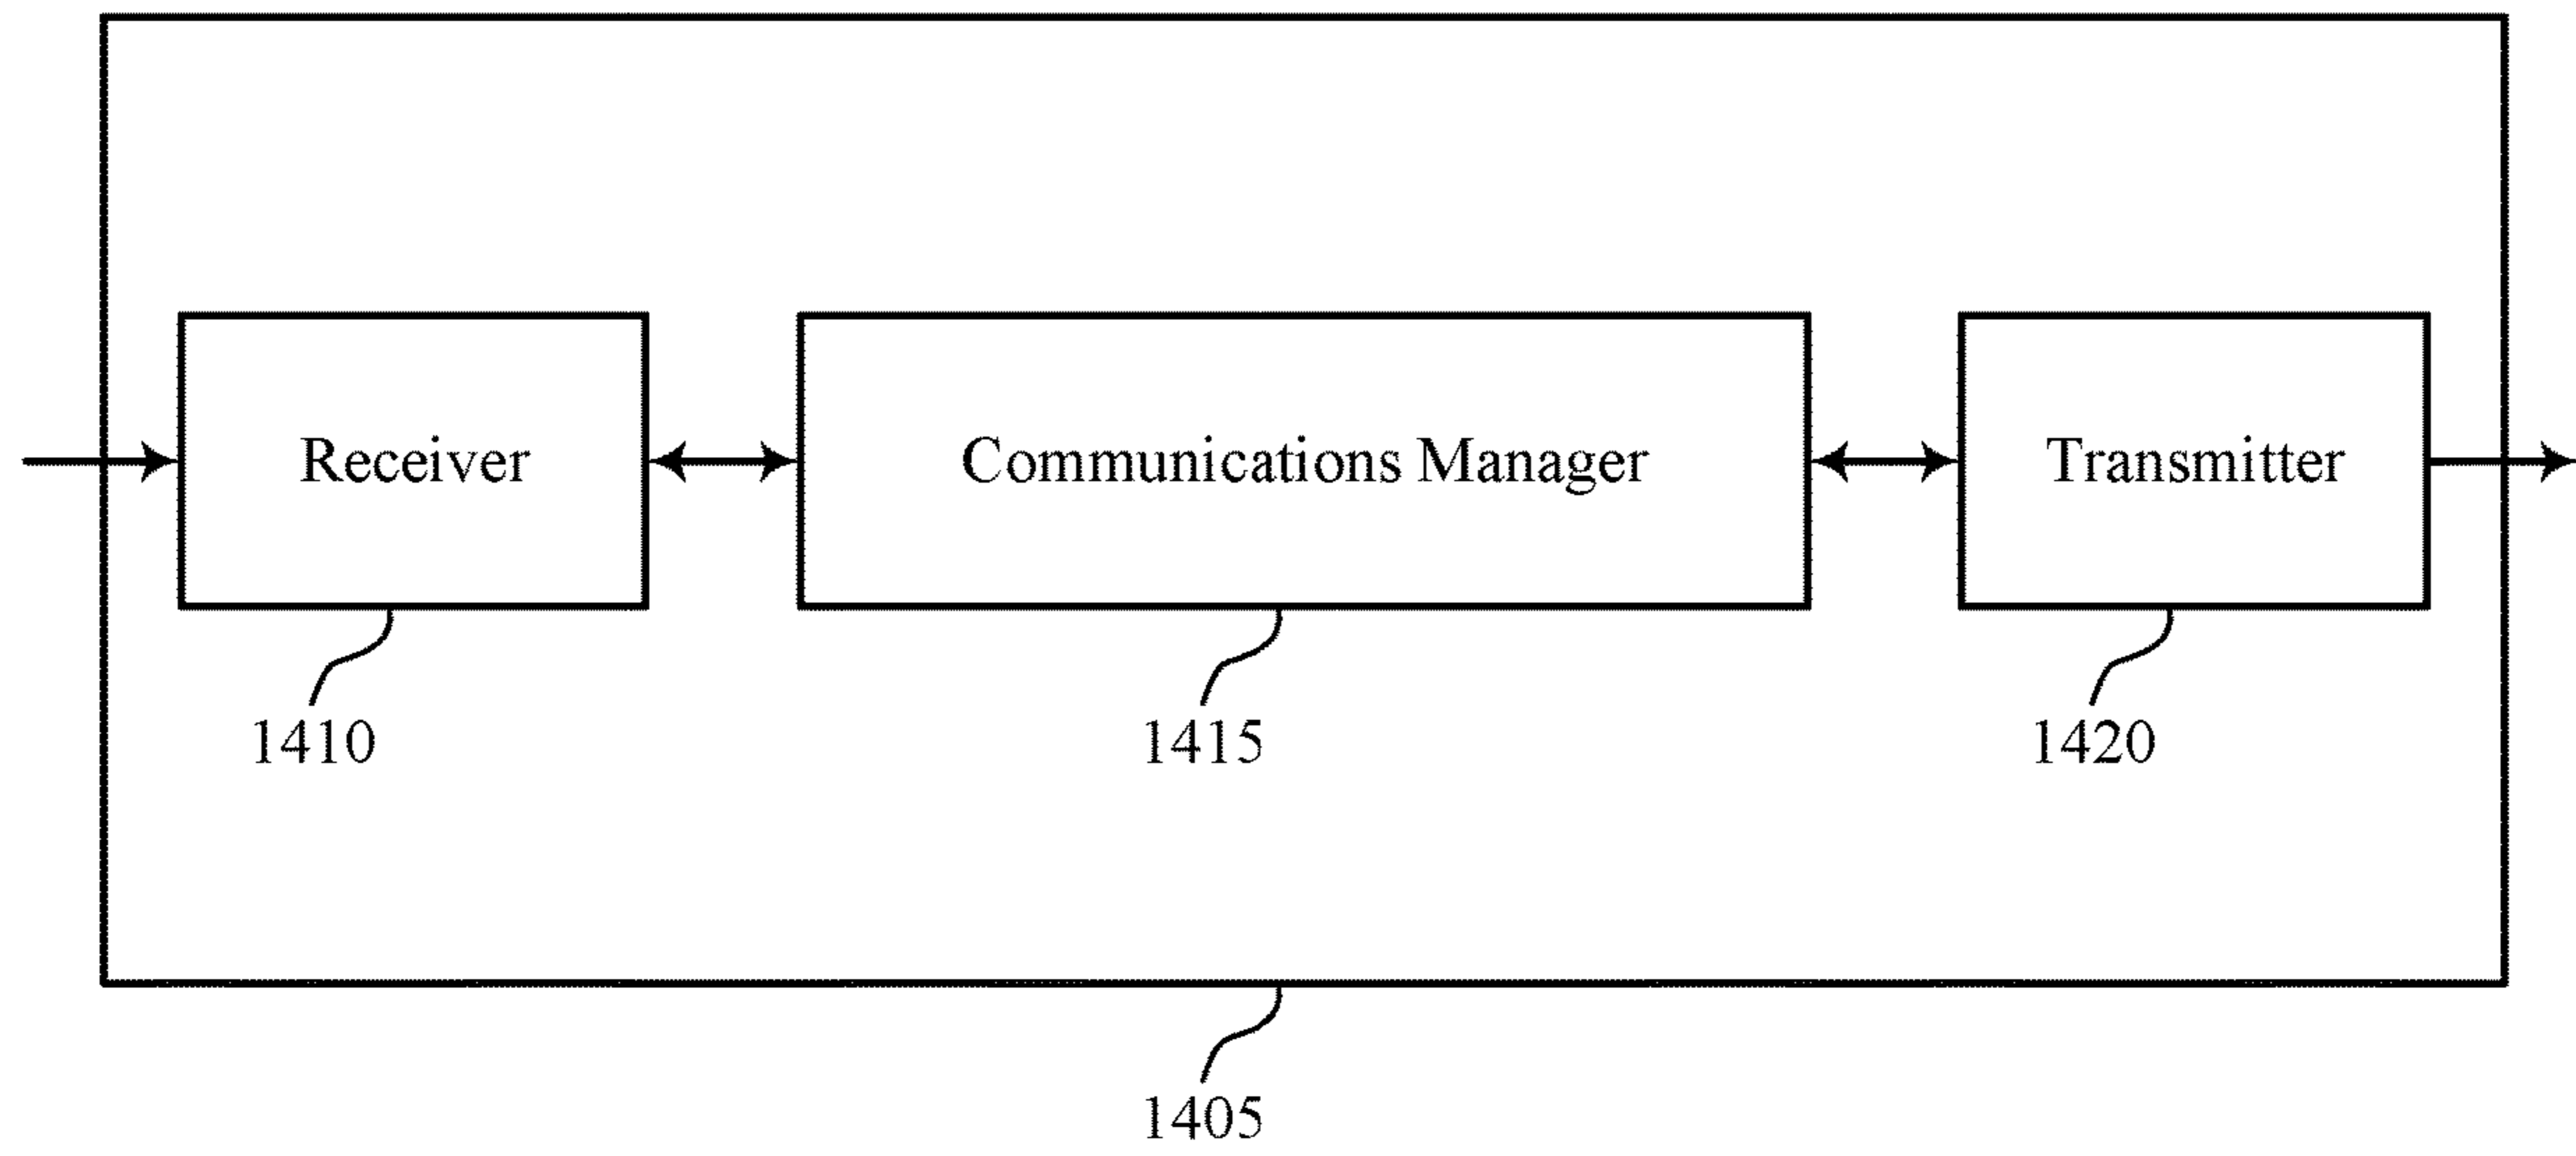 Receiver
Communications Manager
Transmitter
1410
1415
1420
1405